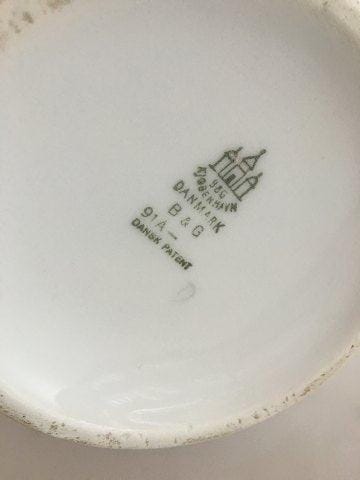 B&G
KJØBENHAVN
DANMARK
B & G
91A-
DANSK PATENT